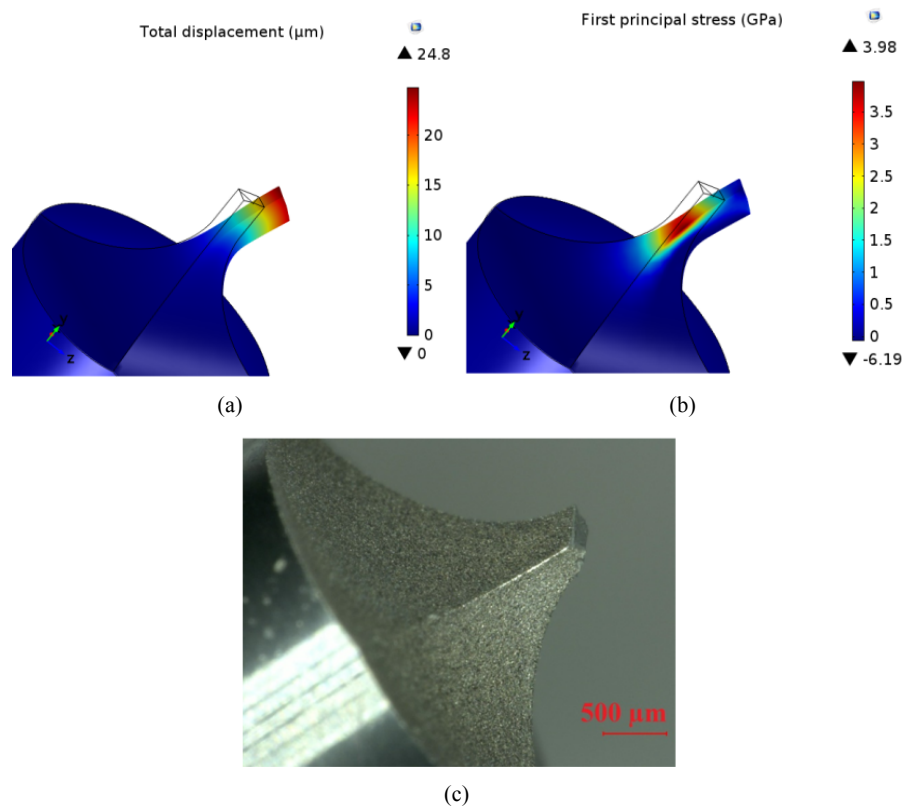 Total displacement (µm)
▲ 24.8
20
15
10
5
0
▼ 0
y
z
(a)
First principal stress (GPa)
▲ 3.98
3.5
3
2.5
2
1.5
1
0.5
0
▼ -6.19
y
z
(b)
500 µm
(c)